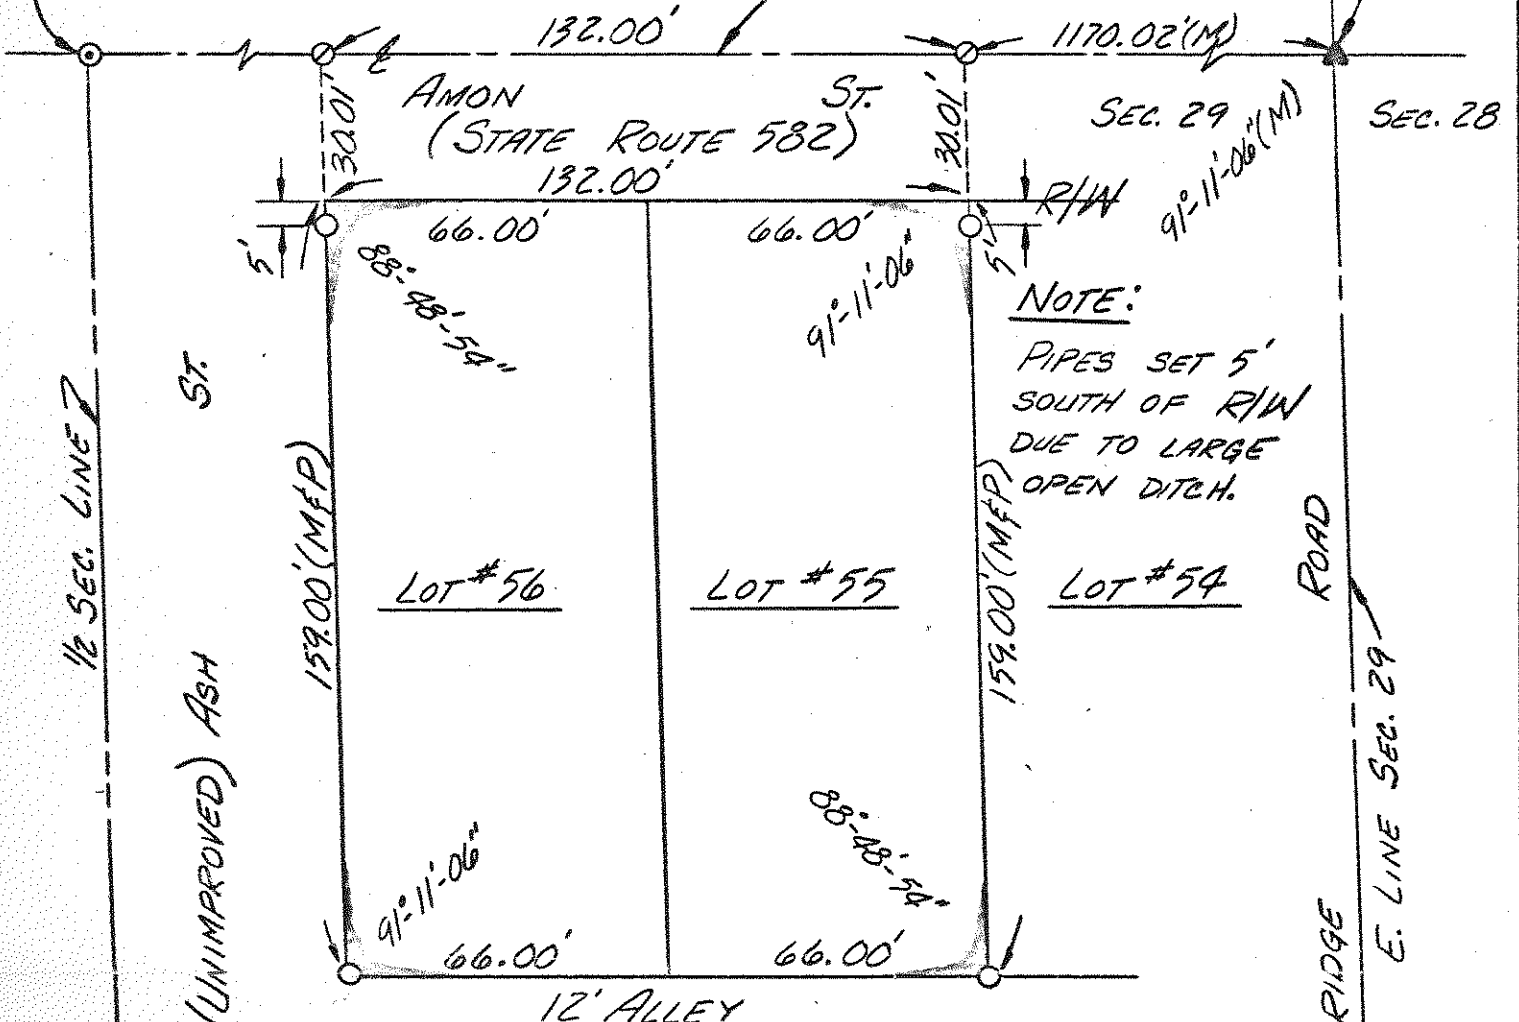 132.00'
1170.02'(M)
℄
AMON ST.
(STATE ROUTE 582)
30.01'
30.01'
SEC. 29
SEC. 28
91°-11'-06"(M)
132.00'
R/W
66.00'
66.00'
5'
5'
88°-48'-54"
91°-11'-06"
NOTE:
PIPES SET 5'
SOUTH OF R/W
DUE TO LARGE
OPEN DITCH.
1/2 SEC. LINE
(UNIMPROVED) ASH ST.
159.00'(M&P)
159.00'(M&P)
LOT #56
LOT #55
LOT #54
RIDGE ROAD
E. LINE SEC. 29
91°-11'-06"
88°-48'-54"
66.00'
66.00'
12' ALLEY